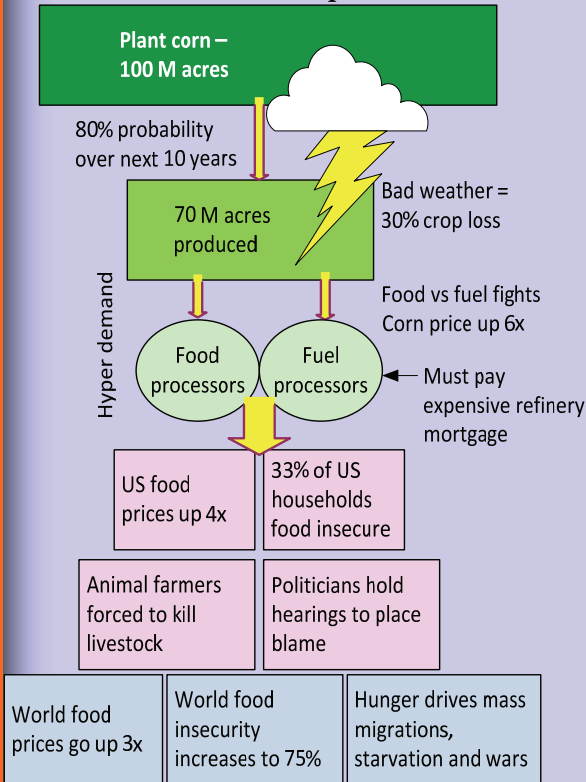 Plant corn –
100 M acres
80% probability
over next 10 years
70 M acres
produced
Bad weather =
30% crop loss
Food vs fuel fights
Corn price up 6x
Hyper demand
Food
processors
Fuel
processors
Must pay
expensive refinery
mortgage
US food
prices up 4x
33% of US
households
food insecure
Animal farmers
forced to kill
livestock
Politicians hold
hearings to place
blame
World food
prices go up 3x
World food
insecurity
increases to 75%
Hunger drives mass
migrations,
starvation and wars